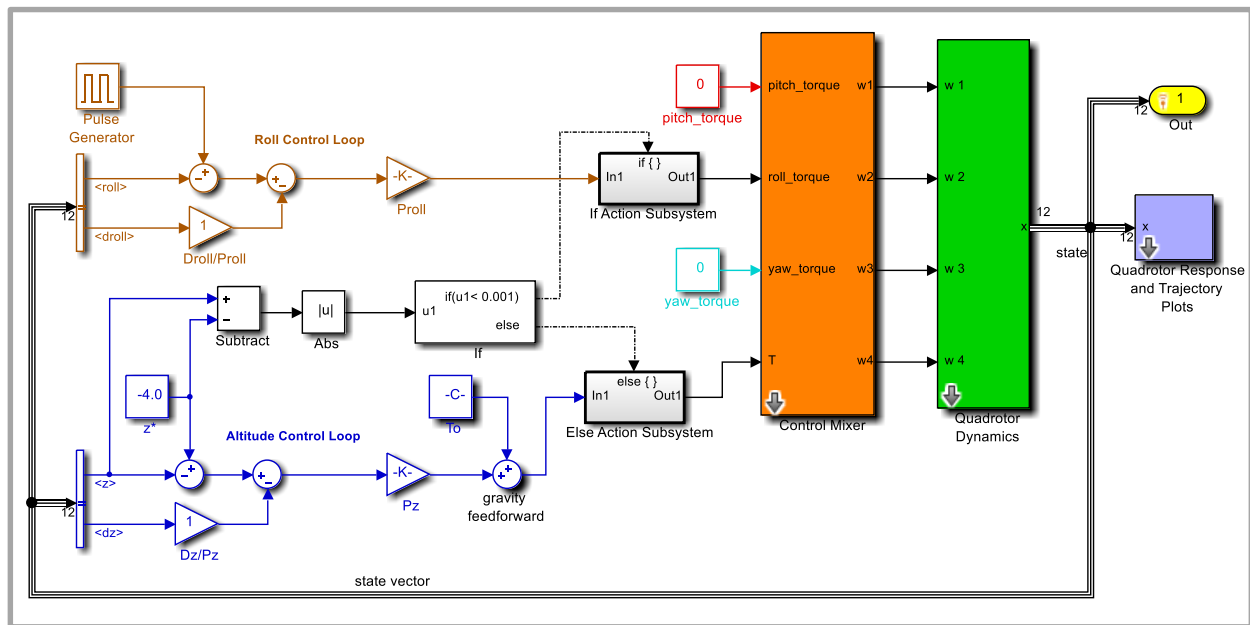 Pulse
Generator
Roll Control Loop
<roll>
12
<droll>
-K-
Proll
1
Droll/Proll
if { }
In1
Out1
If Action Subsystem
0
pitch_torque
0
yaw_torque
pitch_torque
w1
roll_torque
w2
yaw_torque
w3
T
w4
Control Mixer
w 1
w 2
w 3
w 4
x
Quadrotor
Dynamics
12
state
1
12
Out
x
12
Quadrotor Response
and Trajectory
Plots
Subtract
|u|
Abs
if(u1< 0.001)
u1
else
If
-4.0
z*
Altitude Control Loop
-C-
To
else { }
In1
Out1
Else Action Subsystem
<z>
12
<dz>
-K-
Pz
1
Dz/Pz
gravity
feedforward
state vector